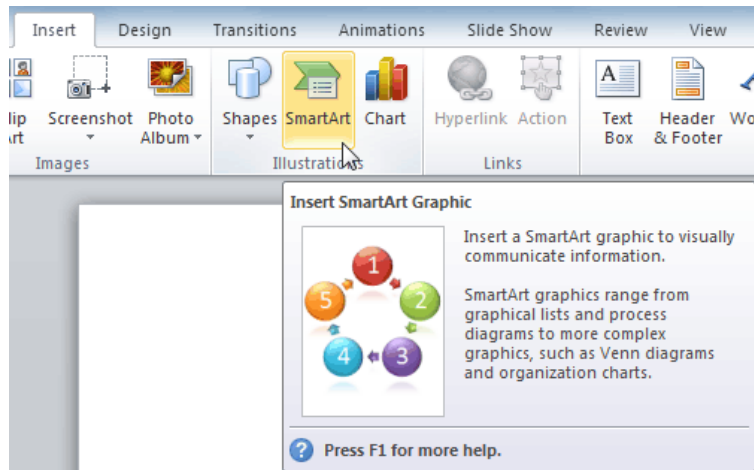 Insert Design Transitions Animations Slide Show Review View
Screenshot Photo Album Shapes SmartArt Chart Hyperlink Action Text Box Header & Footer
Images Illustrations Links
Insert SmartArt Graphic
Insert a SmartArt graphic to visually
communicate information.
SmartArt graphics range from
graphical lists and process
diagrams to more complex
graphics, such as Venn diagrams
and organization charts.
1
5 2
4 3
Press F1 for more help.